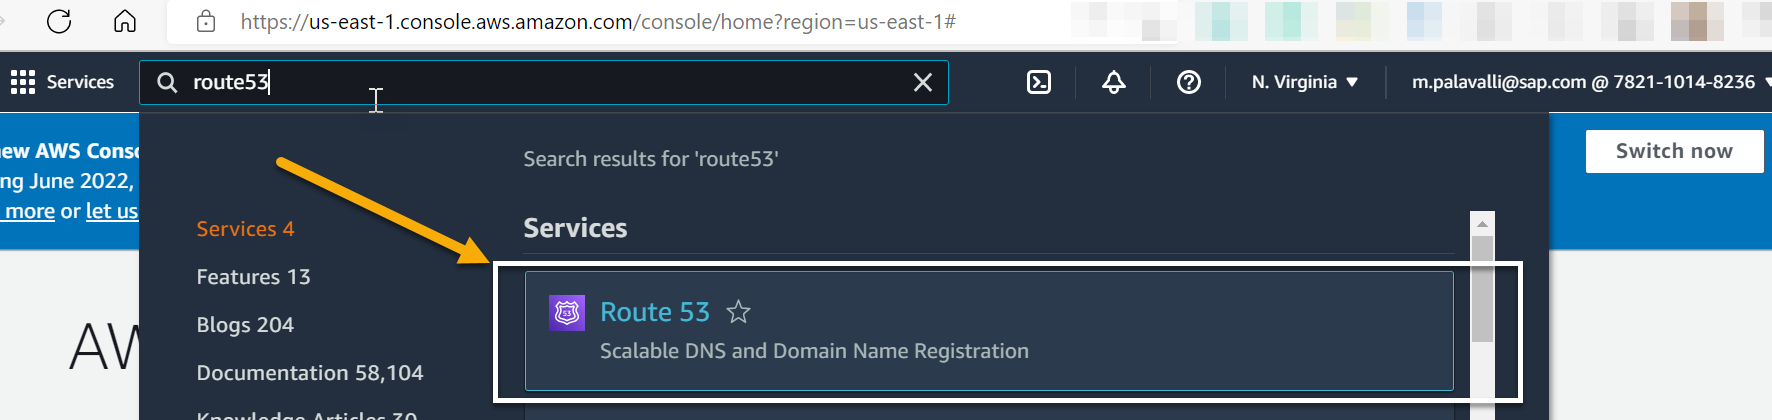 https://us-east-1.console.aws.amazon.com/console/home?region=us-east-1#
Services
route53
N. Virginia
m.palavalli@sap.com @ 7821-1014-8236
new AWS Conso
ng June 2022,
more or let us
Switch now
Search results for 'route53'
Services 4
Features 13
Blogs 204
Documentation 58,104
Knowledge Articles 30
Services
53
Route 53
Scalable DNS and Domain Name Registration
AW